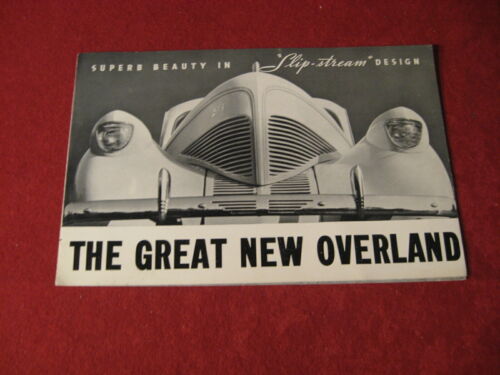 SUPERB BEAUTY IN "Slip-stream" DESIGN
THE GREAT NEW OVERLAND